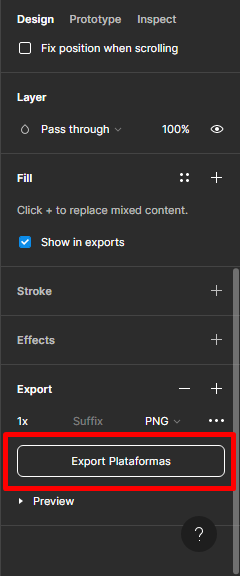 Design Prototype Inspect
Fix position when scrolling
Layer
Pass through 100%
Fill
Click + to replace mixed content.
Show in exports
Stroke
Effects
Export
1x Suffix PNG
Export Plataformas
Preview
?